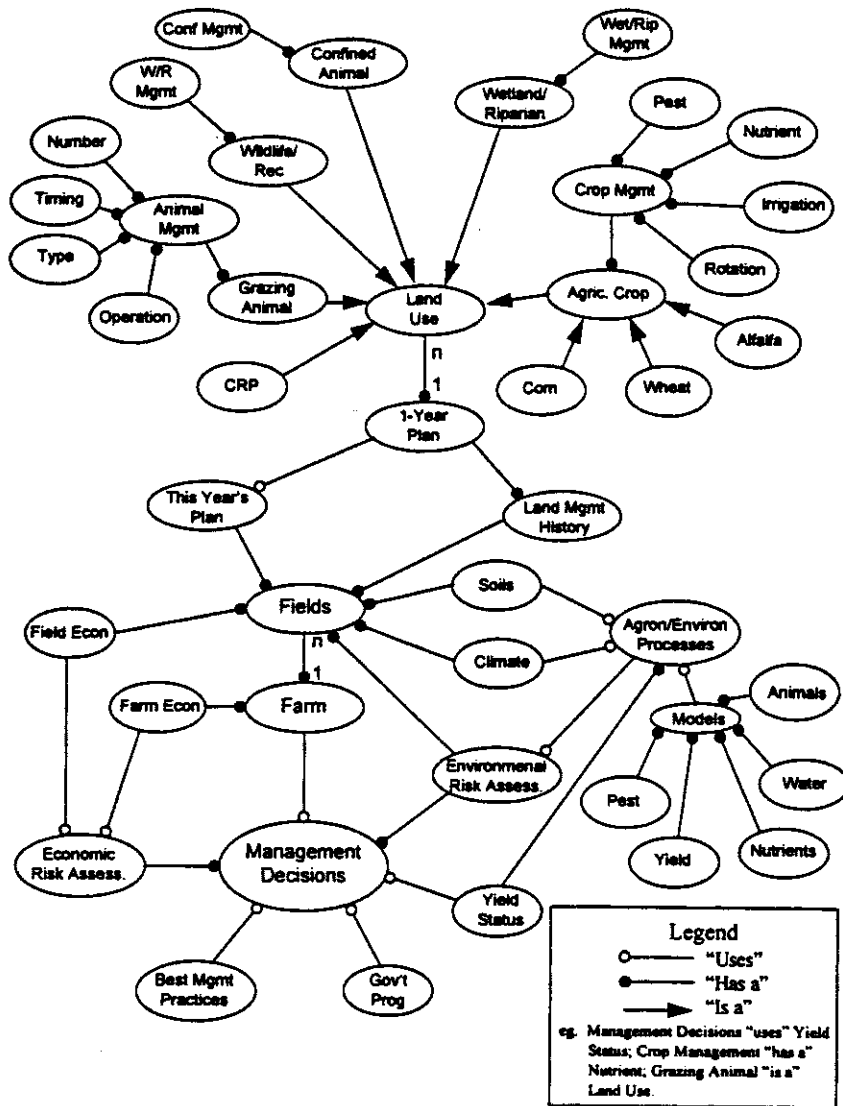 Conf Mgmt
Confined
Animal
Wet/Rip
Mgmt
W/R
Mgmt
Wetland/
Riparian
Pest
Number
Wildlife/
Rec
Nutrient
Crop Mgmt
Timing
Animal
Mgmt
Irrigation
Type
Rotation
Grazing
Animal
Land
Use
Agric. Crop
Operation
Alfalfa
n
CRP
1
Corn
Wheat
1-Year
Plan
This Year's
Plan
Land Mgmt
History
Soils
Fields
Field Econ
n
Agron/Environ
Processes
Climate
1
Farm Econ
Farm
Animals
Models
Environmenal
Risk Assess.
Water
Pest
Economic
Risk Assess.
Management
Decisions
Yield
Nutrients
Yield
Status
Best Mgmt
Practices
Gov't
Prog
Legend
"Uses"
"Has a"
"Is a"
eg. Management Decisions "uses" Yield
Status; Crop Management "has a"
Nutrient; Grazing Animal "is a"
Land Use.